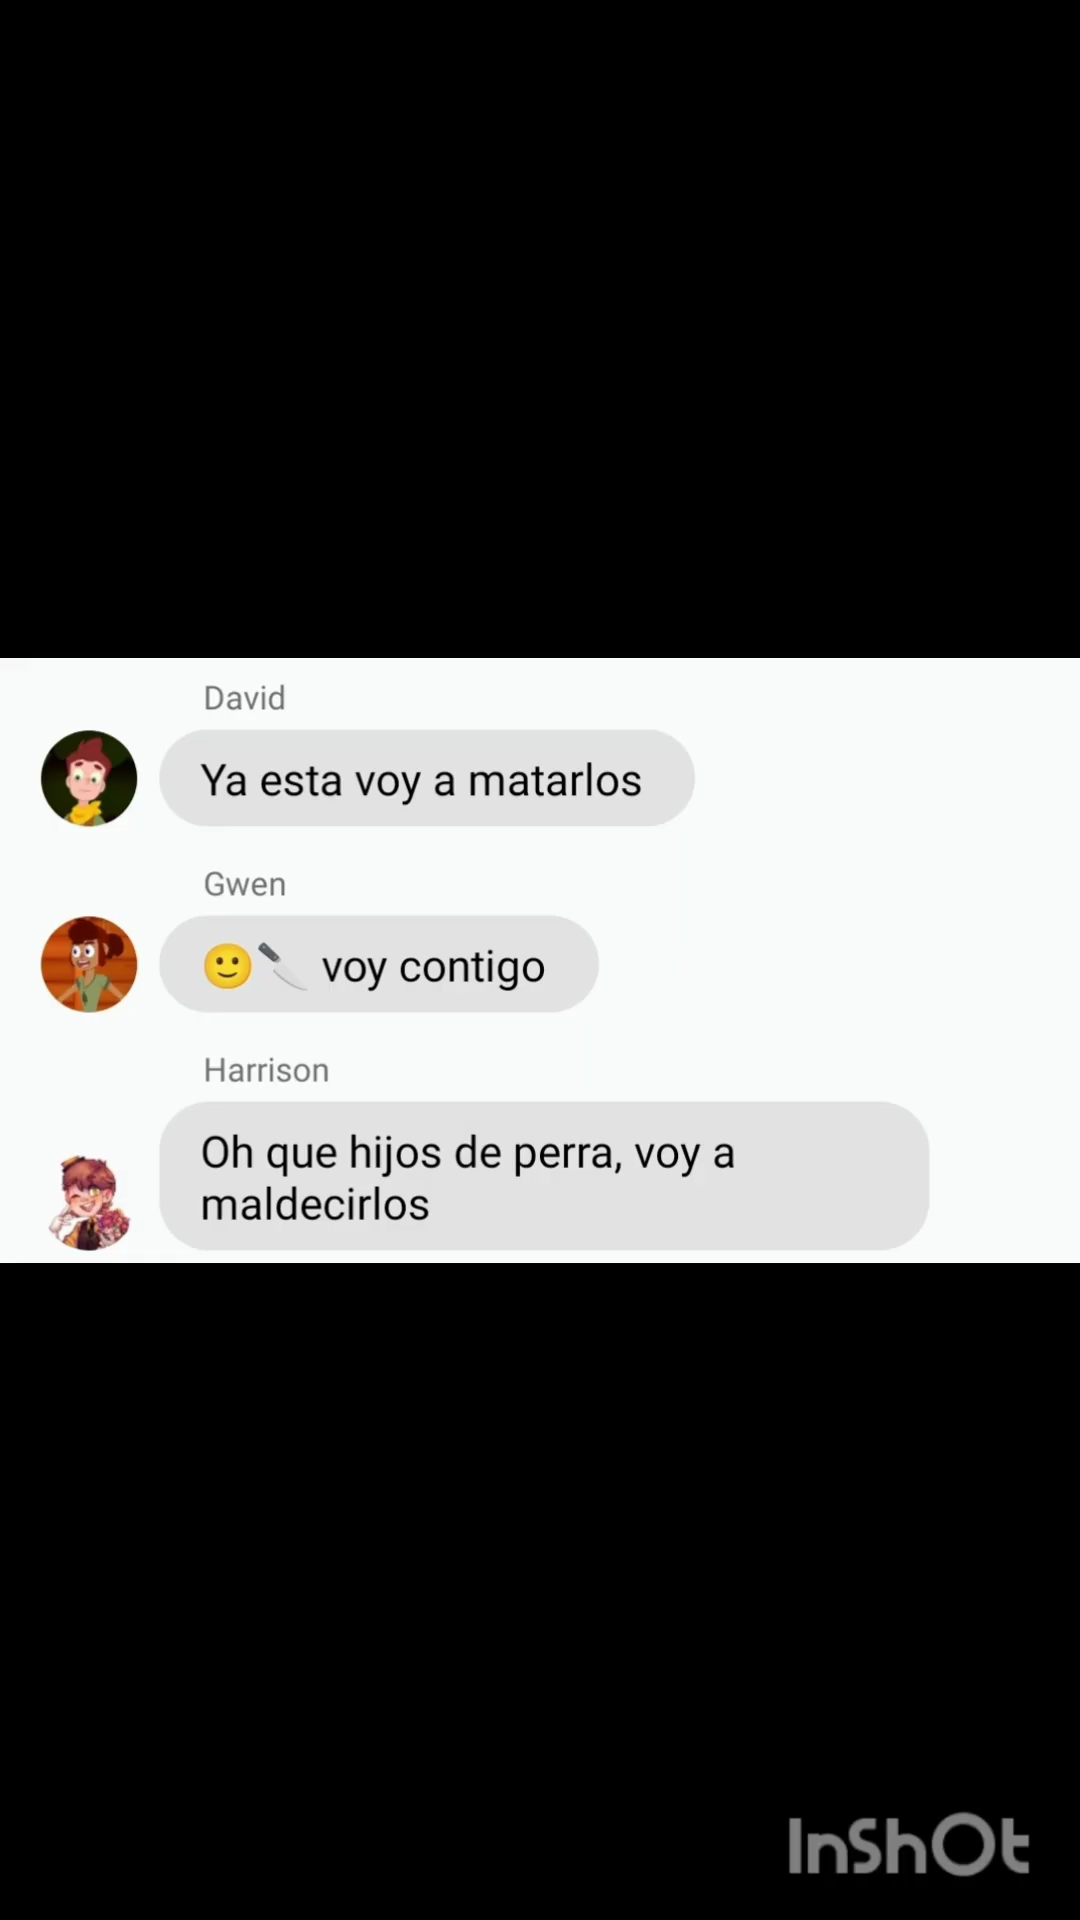 David
Ya esta voy a matarlos
Gwen
🙂🔪 voy contigo
Harrison
Oh que hijos de perra, voy a
maldecirlos
InShOt